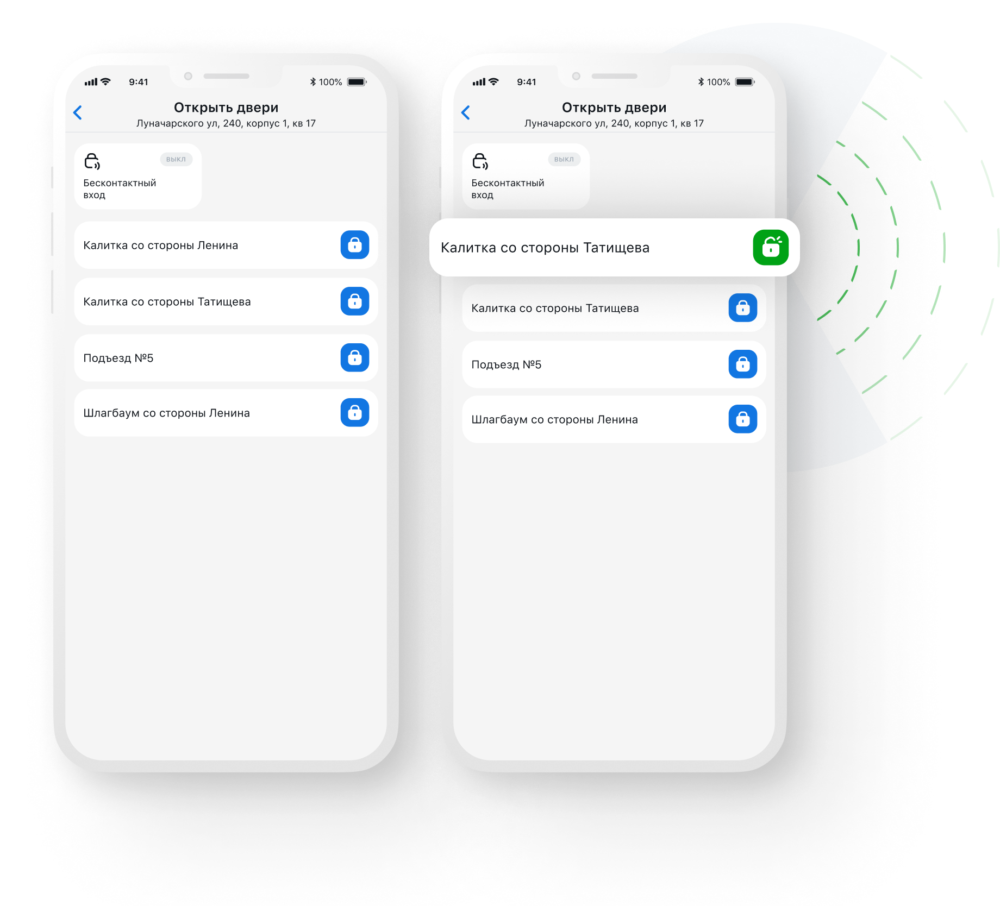 9:41
100%
Открыть двери
Луначарского ул, 240, корпус 1, кв 17
ВЫКЛ
Бесконтактный
вход
Калитка со стороны Ленина
Калитка со стороны Татищева
Подъезд №5
Шлагбаум со стороны Ленина
9:41
100%
Открыть двери
Луначарского ул, 240, корпус 1, кв 17
ВЫКЛ
Бесконтактный
вход
Калитка со стороны Татищева
Калитка со стороны Татищева
Подъезд №5
Шлагбаум со стороны Ленина